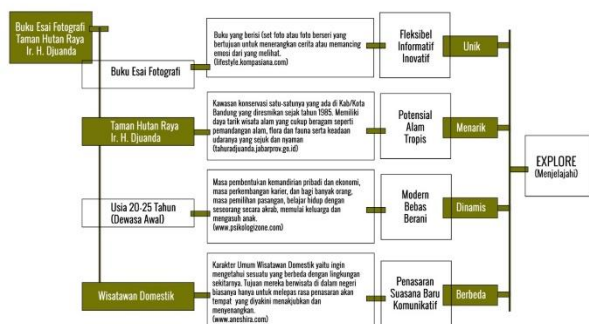 Buku Esai Fotografi
Taman Hutan Raya
Ir. H. Djuanda
Buku Esai Fotografi
Buku yang berisi (set foto atau foto berseri yang
bertujuan untuk menerangkan cerita atau memancing
emosi dari yang melihat.
(lifestyle.kompasiana.com)
Fleksibel
Informatif
Inovatif
Unik
Taman Hutan Raya
Ir. H. Djuanda
Kawasan konservasi satu-satunya yang ada di Kab/Kota
Bandung yang diresmikan sejak tahun 1985. Memiliki
daya tarik wisata alam yang cukup beragam seperti
pemandangan alam, flora dan fauna serta keadaan
udaranya yang sejuk dan nyaman
(tahuradjuanda.jabarprov.go.id)
Potensial
Alam
Tropis
Menarik
EXPLORE
(Menjelajahi)
Usia 20-25 Tahun
(Dewasa Awal)
Masa pembentukan kemandirian pribadi dan ekonomi,
masa perkembangan karier, dan bagi banyak orang,
masa pemilihan pasangan, belajar hidup dengan
seseorang secara akrab, memulai keluarga dan
mengasuh anak.
(www.psikologizone.com)
Modern
Bebas
Berani
Dinamis
Wisatawan Domestik
Karakter Umum Wisatawan Domestik yaitu ingin
mengetahui sesuatu yang berbeda dengan lingkungan
sekitarnya. Tujuan mereka berwisata di dalam negeri
biasanya hanya untuk melepas rasa penasaran akan
tempat yang diyakini menakjubkan dan
menyenangkan.
(www.aneshira.com)
Penasaran
Suasana Baru
Komunikatif
Berbeda